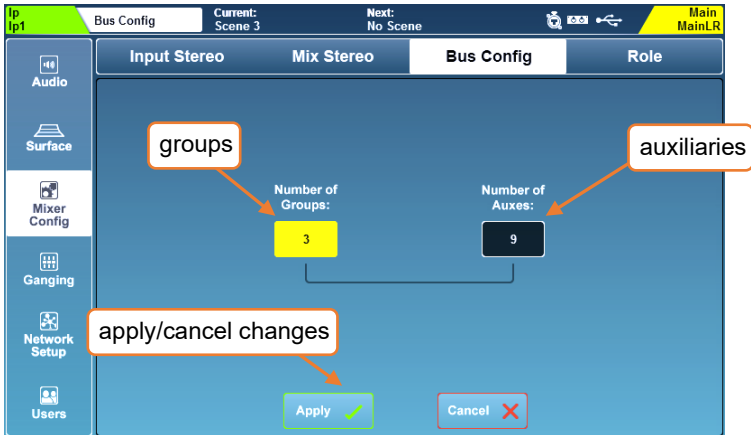 Ip
Ip1
Bus Config
Current:
Scene 3
Next:
No Scene
Main
MainLR
Audio
Surface
Mixer
Config
Ganging
Network
Setup
Users
Input Stereo
Mix Stereo
Bus Config
Role
groups
auxiliaries
Number of
Groups:
3
Number of
Auxes:
9
apply/cancel changes
Apply
Cancel